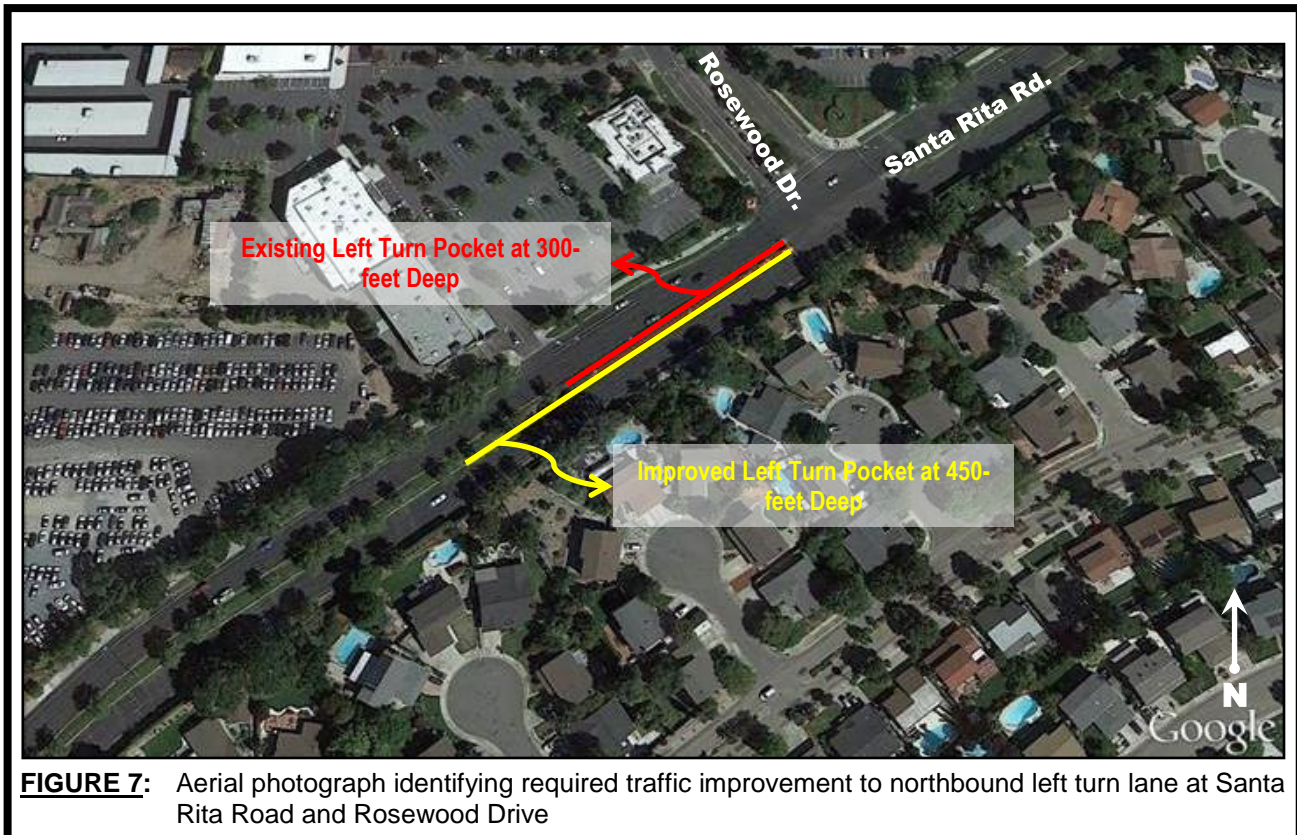 Rosewood Dr.
Santa Rita Rd.
Existing Left Turn Pocket at 300-
feet Deep
Improved Left Turn Pocket at 450-
feet Deep
N
Google
FIGURE 7: Aerial photograph identifying required traffic improvement to northbound left turn lane at Santa
Rita Road and Rosewood Drive